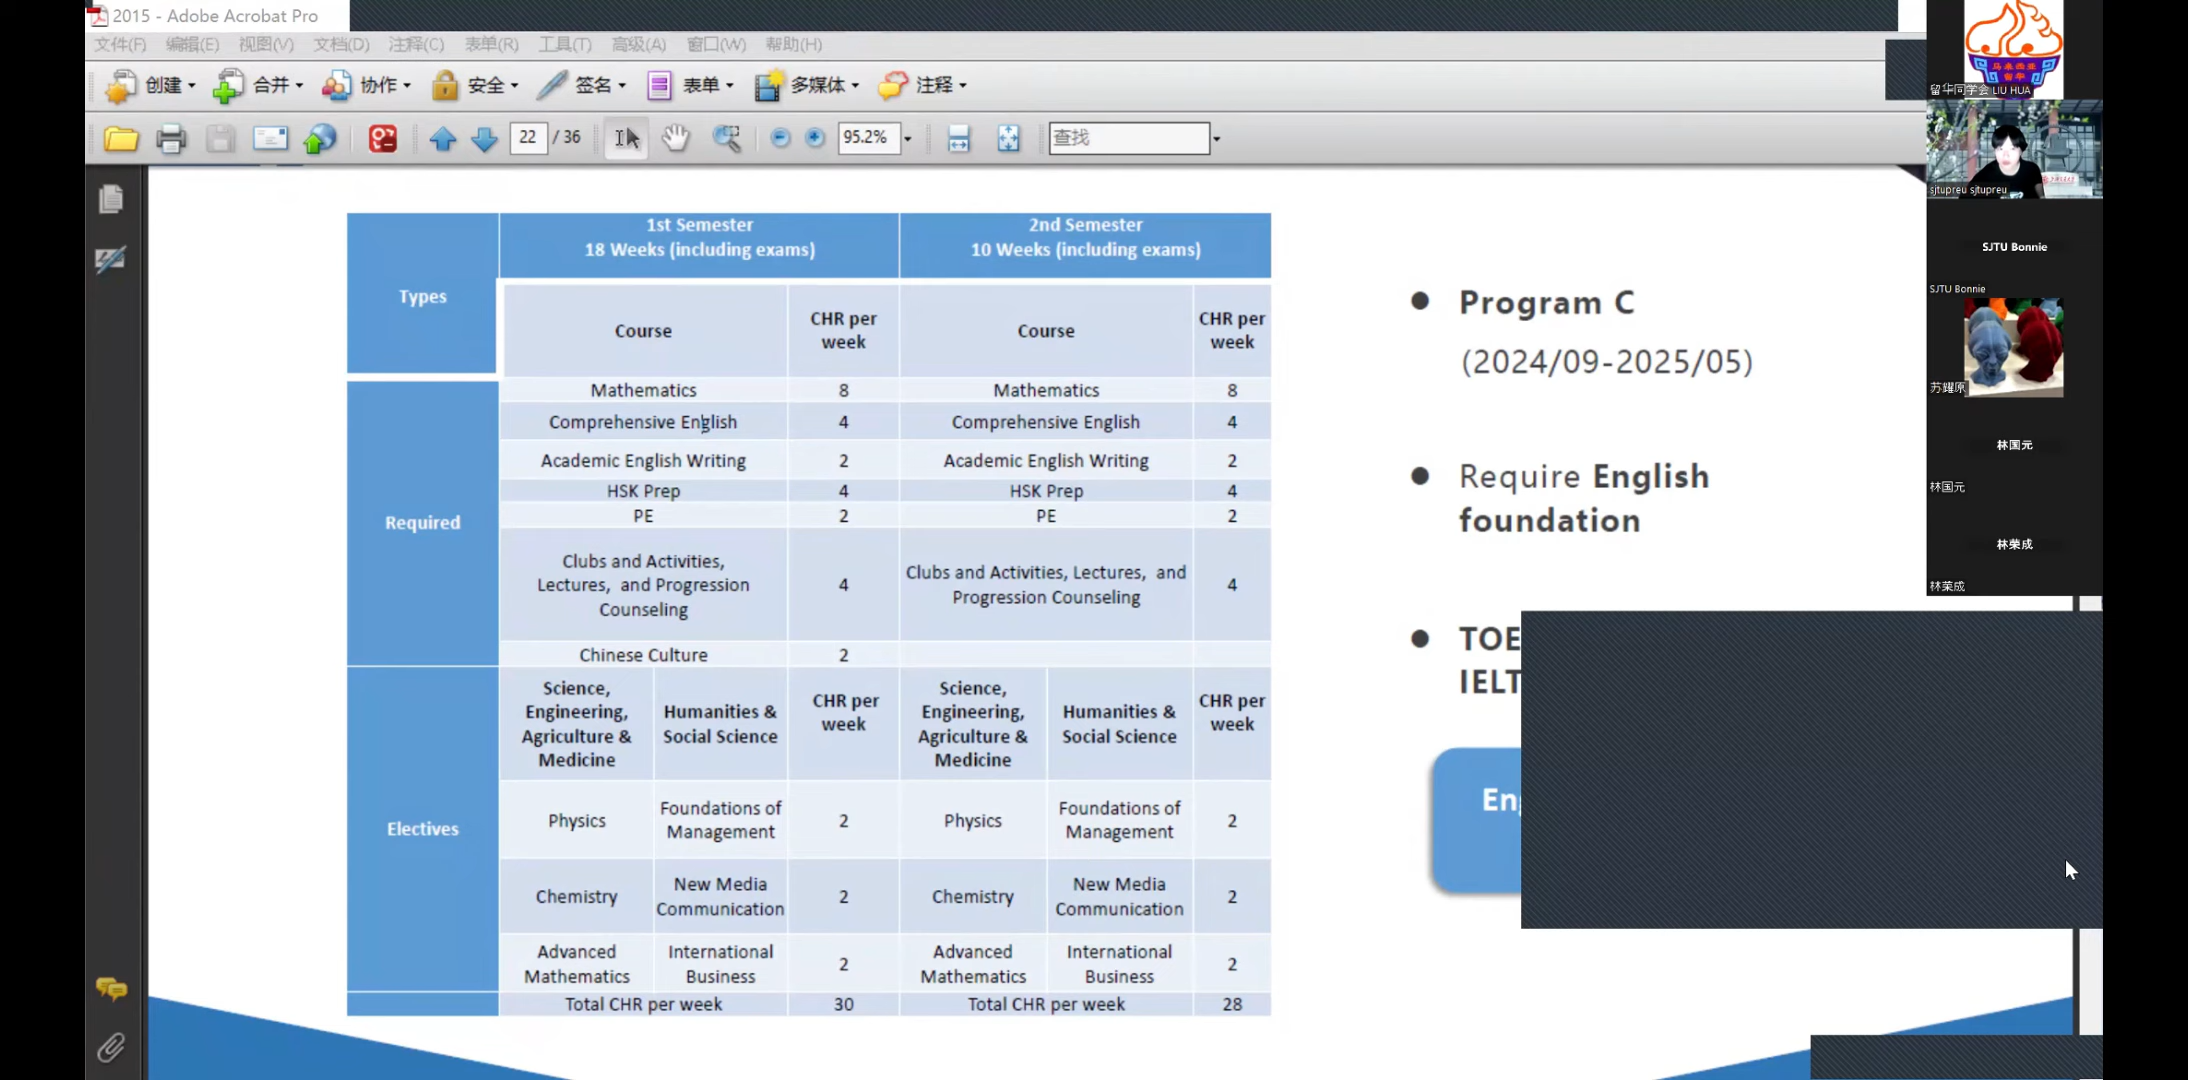 2015 - Adobe Acrobat Pro
文件(F) 编辑(E) 视图(V) 文档(D) 注释(C) 表单(R) 工具(T) 高级(A) 窗口(W) 帮助(H)
创建 合并 协作 安全 签名 表单 多媒体 注释
22 / 36 95.2% 查找
Types
1st Semester
18 Weeks (including exams)
2nd Semester
10 Weeks (including exams)
Course
CHR per
week
Course
CHR per
week
Required
Mathematics 8 Mathematics 8
Comprehensive English 4 Comprehensive English 4
Academic English Writing 2 Academic English Writing 2
HSK Prep 4 HSK Prep 4
PE 2 PE 2
Clubs and Activities,
Lectures, and Progression
Counseling
4
Clubs and Activities, Lectures, and
Progression Counseling
4
Chinese Culture 2
Electives
Science,
Engineering,
Agriculture &
Medicine
Humanities &
Social Science
CHR per
week
Science,
Engineering,
Agriculture &
Medicine
Humanities &
Social Science
CHR per
week
Physics
Foundations of
Management
2
Physics
Foundations of
Management
2
Chemistry
New Media
Communication
2
Chemistry
New Media
Communication
2
Advanced
Mathematics
International
Business
2
Advanced
Mathematics
International
Business
2
Total CHR per week 30 Total CHR per week 28
Program C
(2024/09-2025/05)
Require English
foundation
TOE
IELT
Eng
马来西亚
留华
留华同学会 LIU HUA
sjtupreu sjtupreu
SJTU Bonnie
SJTU Bonnie
苏耀原
林国元
林国元
林荣成
林荣成